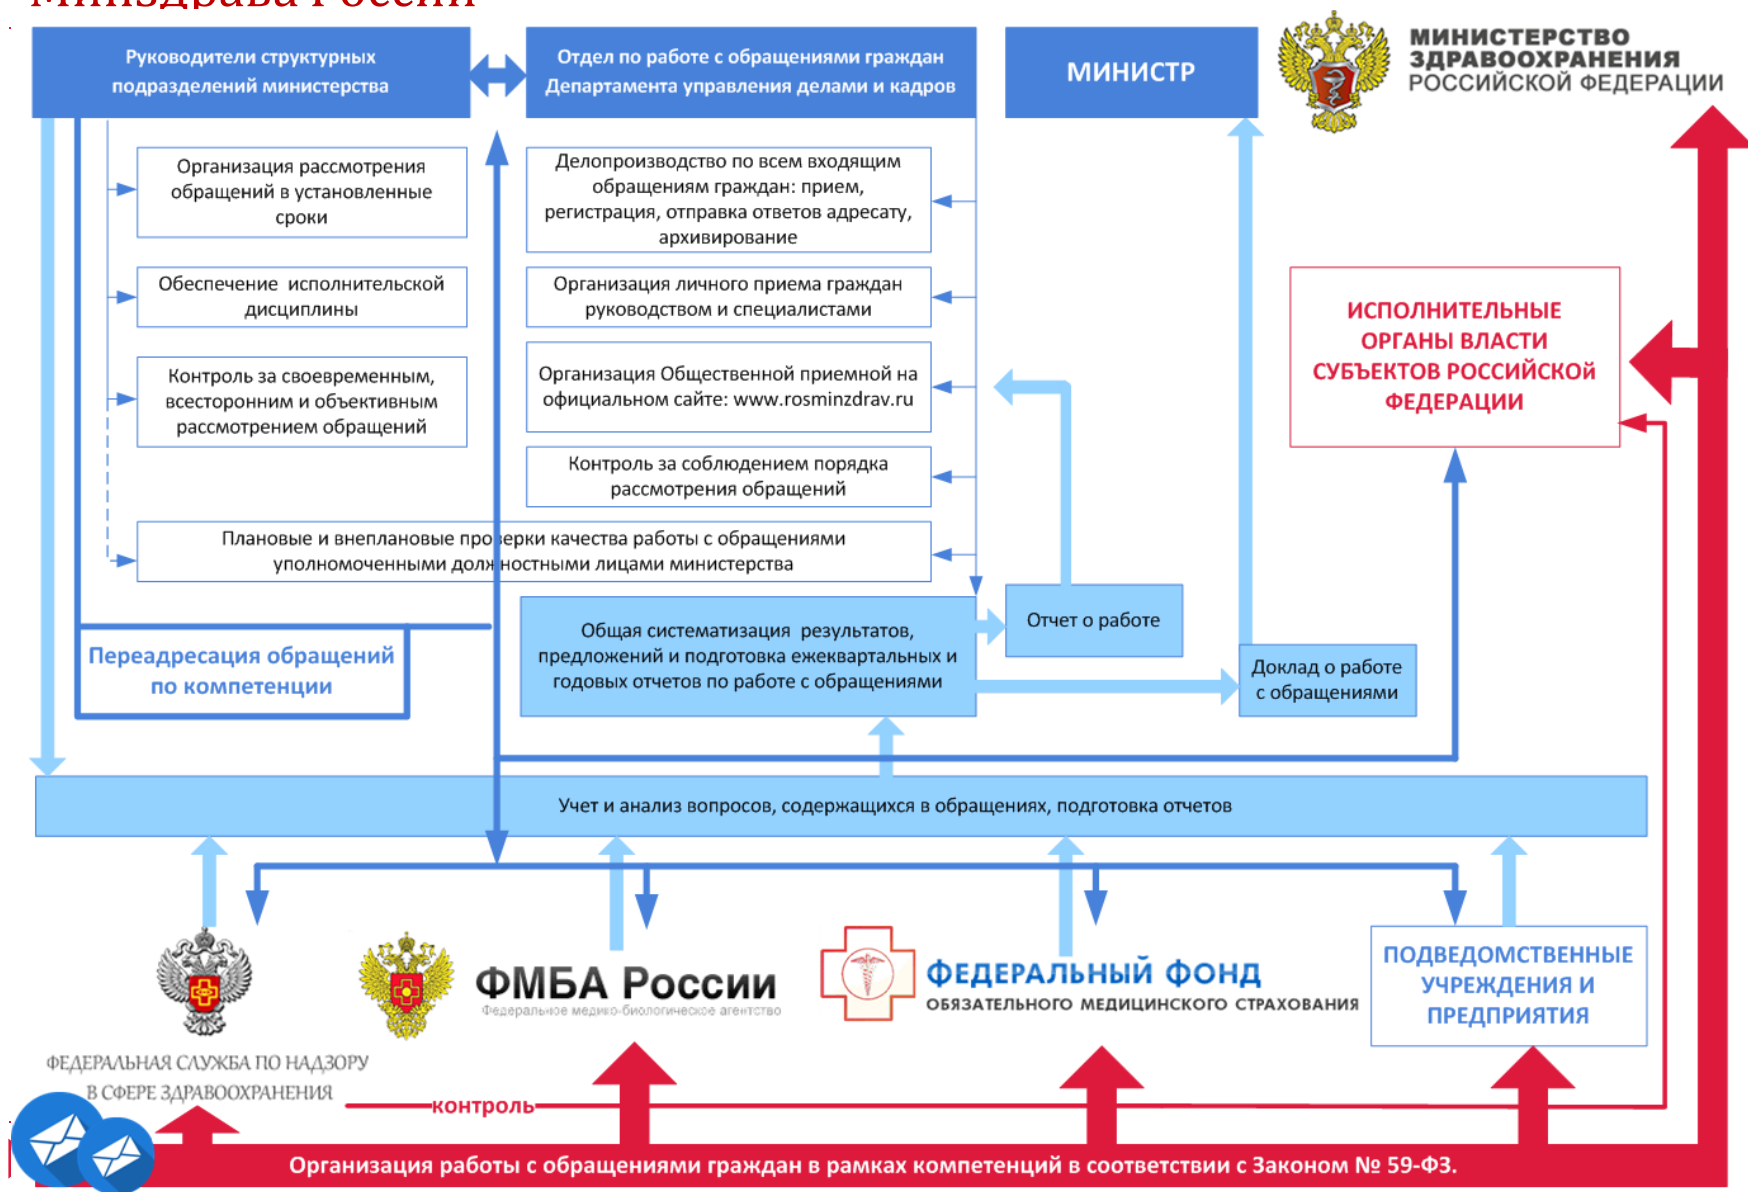 Минздрава России
Руководители структурных
подразделений министерства
Отдел по работе с обращениями граждан
Департамента управления делами и кадров
МИНИСТР
МИНИСТЕРСТВО
ЗДРАВООХРАНЕНИЯ
РОССИЙСКОЙ ФЕДЕРАЦИИ
Организация рассмотрения
обращений в установленные
сроки
Обеспечение исполнительской
дисциплины
Контроль за своевременным,
всесторонним и объективным
рассмотрением обращений
Делопроизводство по всем входящим
обращениям граждан: прием,
регистрация, отправка ответов адресату,
архивирование
Организация личного приема граждан
руководством и специалистами
Организация Общественной приемной на
официальном сайте: www.rosminzdrav.ru
Контроль за соблюдением порядка
рассмотрения обращений
Плановые и внеплановые проверки качества работы с обращениями
уполномоченными должностными лицами министерства
ИСПОЛНИТЕЛЬНЫЕ
ОРГАНЫ ВЛАСТИ
СУБЪЕКТОВ РОССИЙСКОЙ
ФЕДЕРАЦИИ
Переадресация обращений
по компетенции
Общая систематизация результатов,
предложений и подготовка ежеквартальных и
годовых отчетов по работе с обращениями
Отчет о работе
Доклад о работе
с обращениями
Учет и анализ вопросов, содержащихся в обращениях, подготовка отчетов
ФЕДЕРАЛЬНАЯ СЛУЖБА ПО НАДЗОРУ
В СФЕРЕ ЗДРАВООХРАНЕНИЯ
ФМБА России
Федеральное медико-биологическое агентство
ФЕДЕРАЛЬНЫЙ ФОНД
ОБЯЗАТЕЛЬНОГО МЕДИЦИНСКОГО СТРАХОВАНИЯ
ПОДВЕДОМСТВЕННЫЕ
УЧРЕЖДЕНИЯ И
ПРЕДПРИЯТИЯ
контроль
Организация работы с обращениями граждан в рамках компетенций в соответствии с Законом № 59-ФЗ.